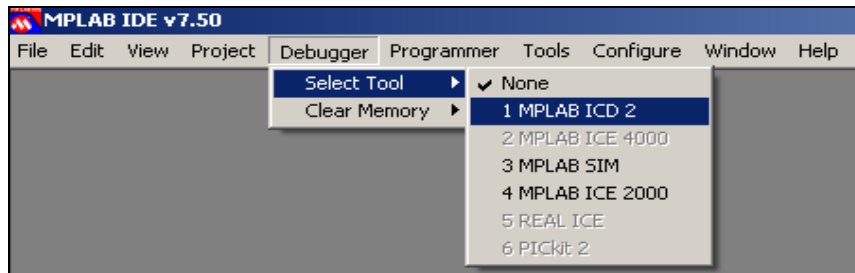 MPLAB IDE v7.50
File Edit View Project Debugger Programmer Tools Configure Window Help
Select Tool
Clear Memory
None
1 MPLAB ICD 2
2 MPLAB ICE 4000
3 MPLAB SIM
4 MPLAB ICE 2000
5 REAL ICE
6 PICkit 2